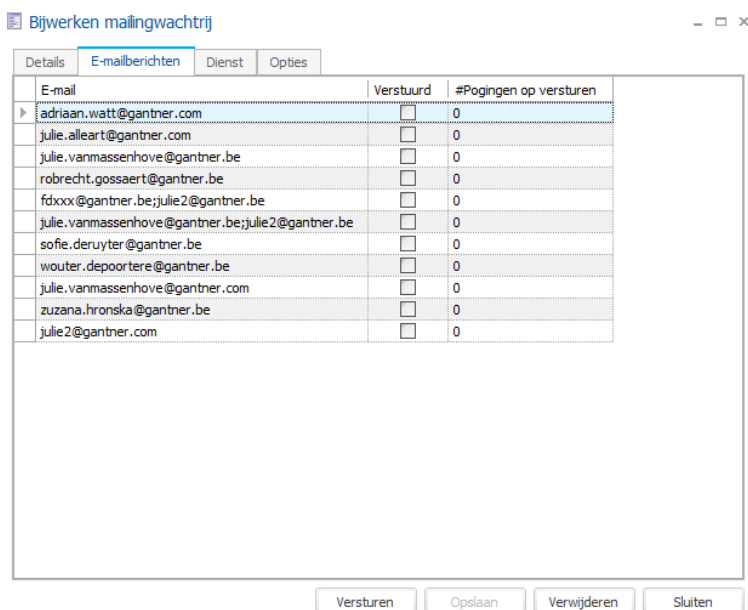 Bijwerken mailingwachtrij
Details E-mailberichten Dienst Opties
E-mail Verstuurd #Pogingen op versturen
adriaan.watt@gantner.com 0
julie.alleart@gantner.com 0
julie.vanmassenhove@gantner.be 0
robrecht.gossaert@gantner.be 0
fdxxx@gantner.be;julie2@gantner.be 0
julie.vanmassenhove@gantner.be;julie2@gantner.be 0
sofie.deruyter@gantner.be 0
wouter.depoortere@gantner.be 0
julie.vanmassenhove@gantner.com 0
zuzana.hronska@gantner.be 0
julie2@gantner.com 0
Versturen Opslaan Verwijderen Sluiten